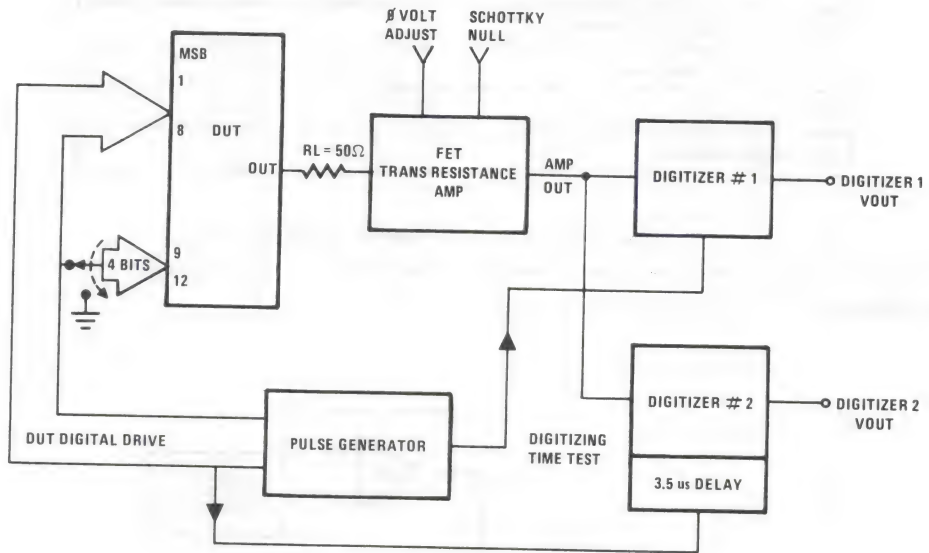 Ø VOLT
ADJUST
SCHOTTKY
NULL
MSB
1
8
DUT
OUT
RL = 50Ω
FET
TRANS RESISTANCE
AMP
AMP
OUT
DIGITIZER # 1
DIGITIZER 1
VOUT
4 BITS
9
12
DIGITIZER # 2
DIGITIZER 2
VOUT
DUT DIGITAL DRIVE
PULSE GENERATOR
DIGITIZING
TIME TEST
3.5 us DELAY